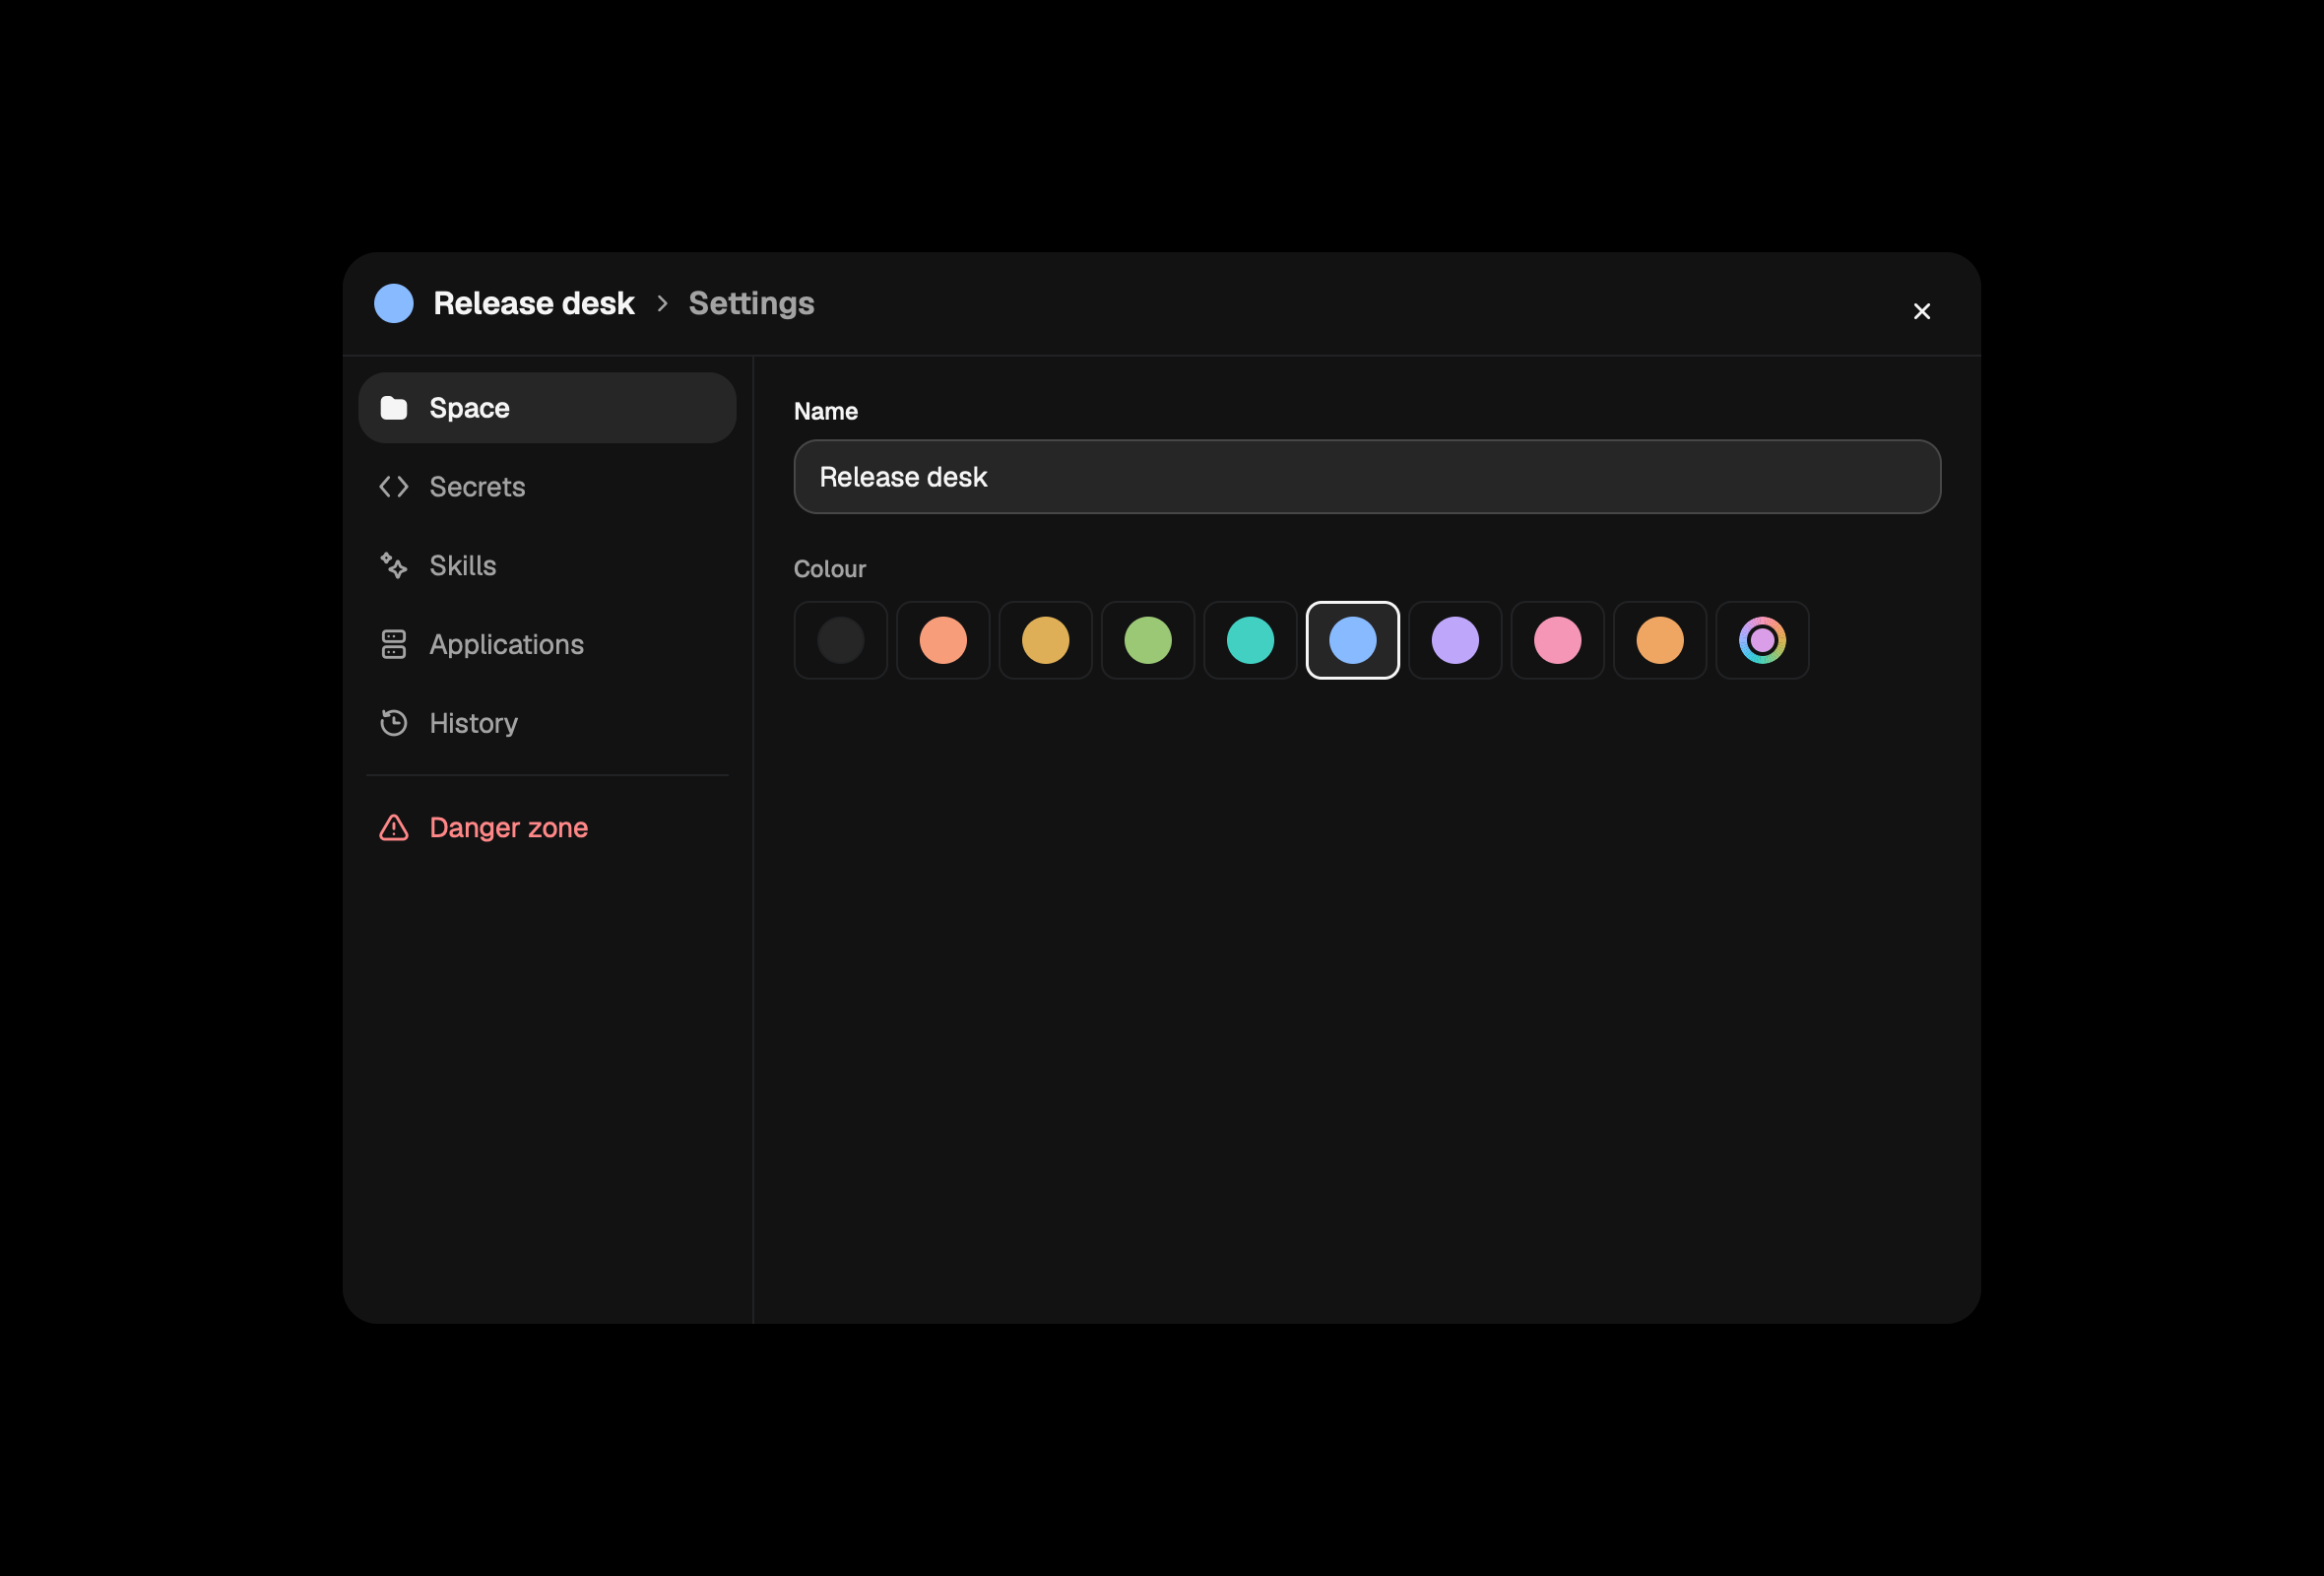 Release desk > Settings
Space
Secrets
Skills
Applications
History
Danger zone
Name
Release desk
Colour